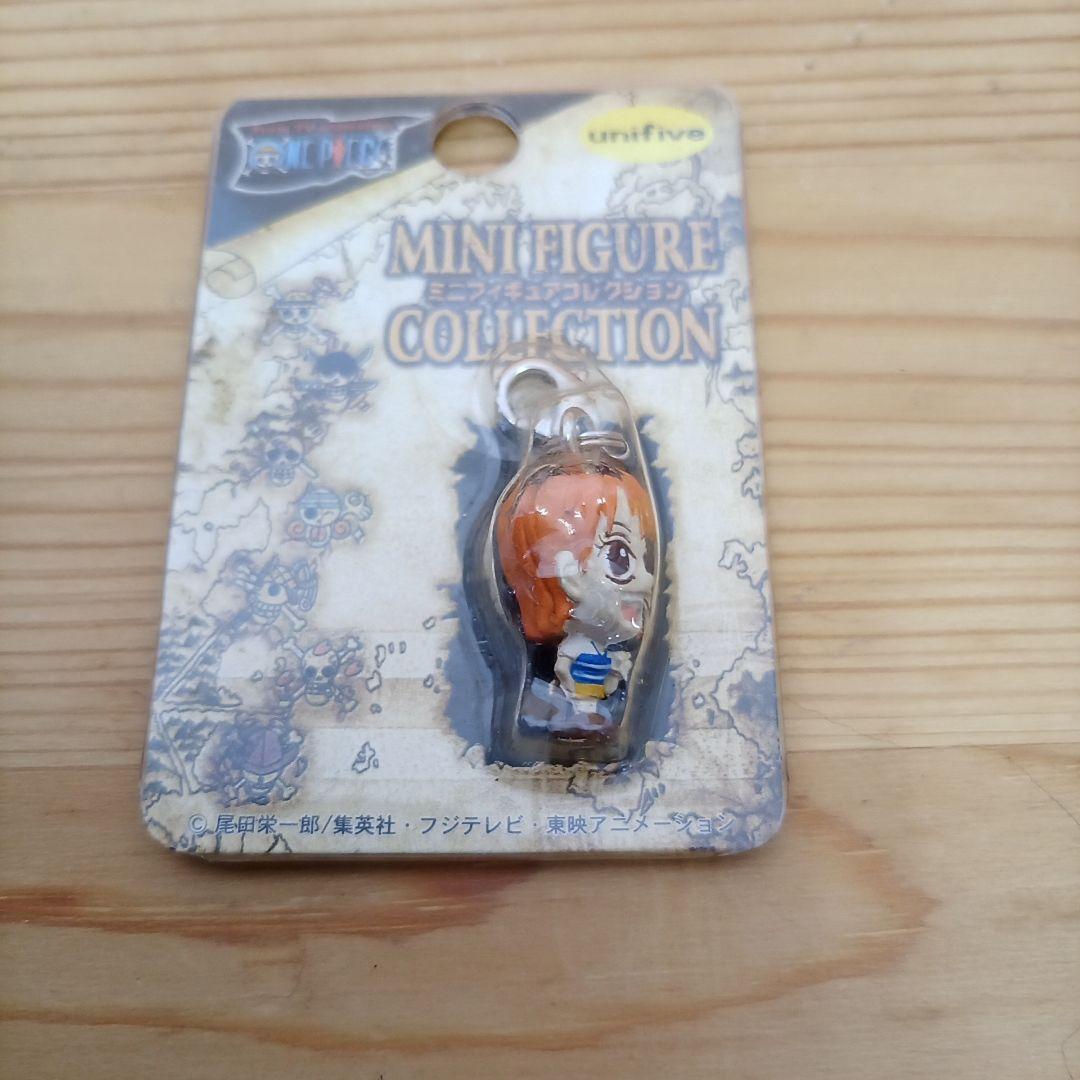 ONE PIECE
unifive
MINI FIGURE
ミニフィギュアコレクション
COLLECTION
© 尾田栄一郎/集英社・フジテレビ・東映アニメーション